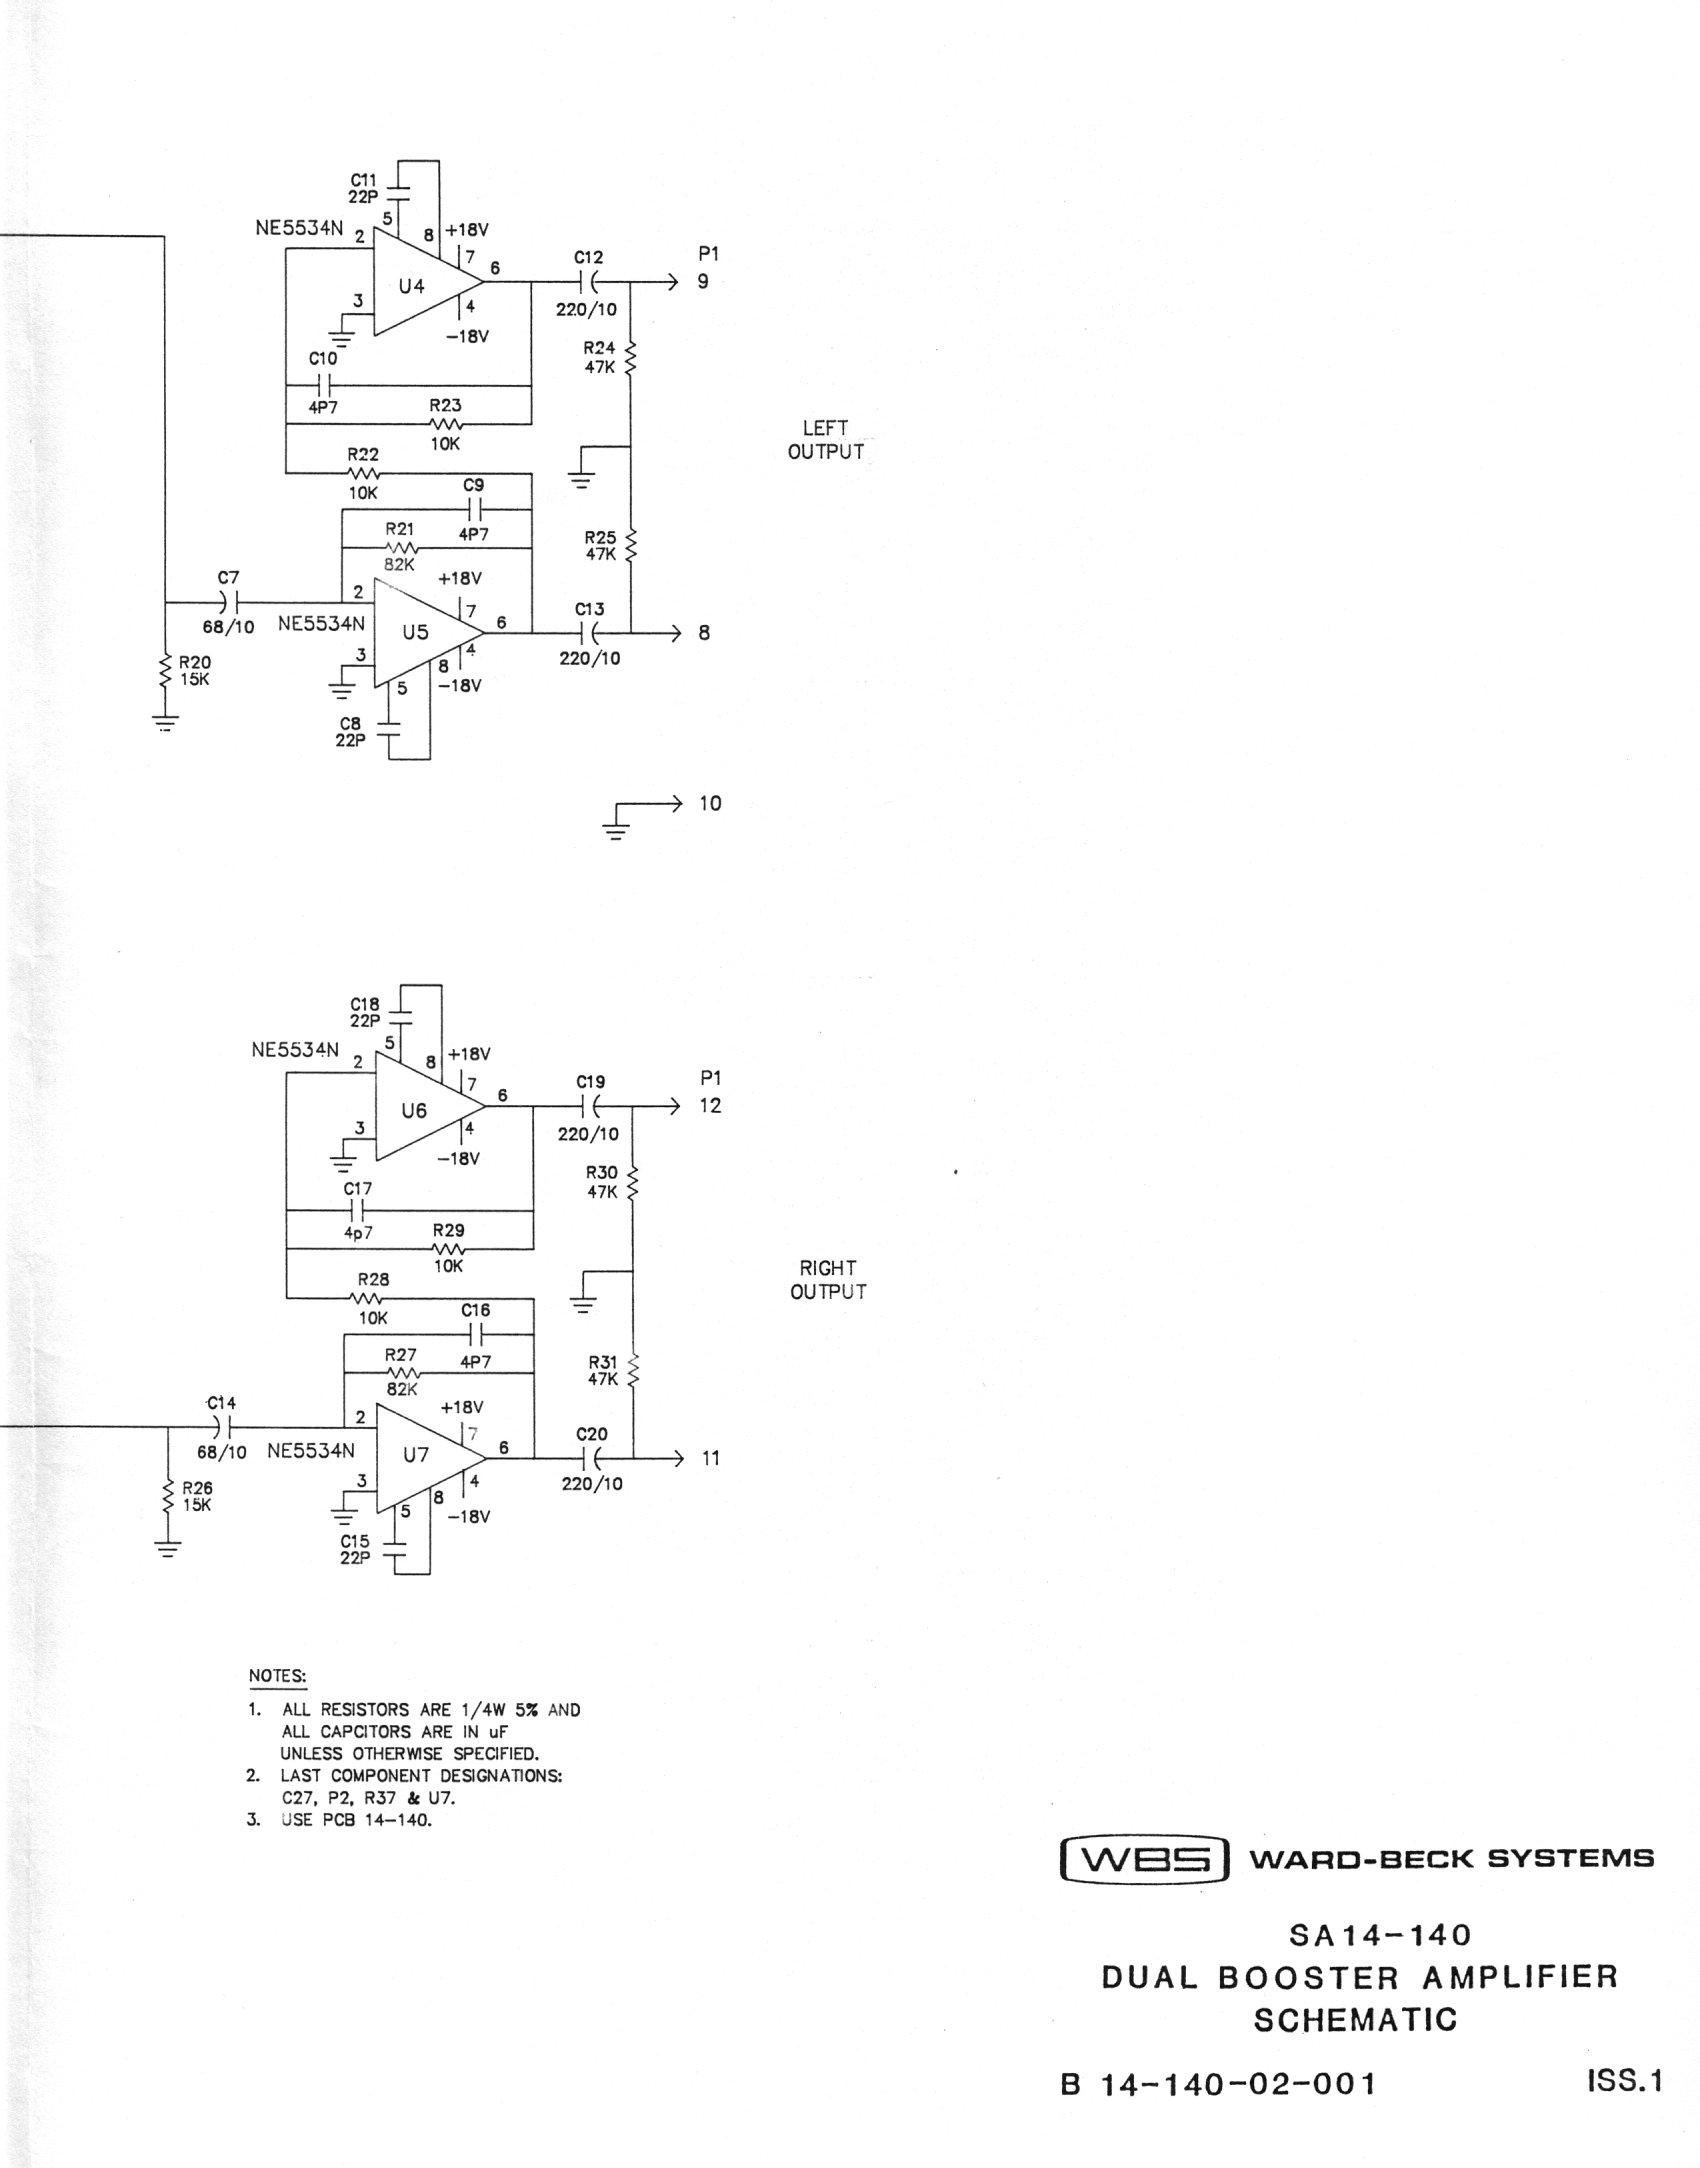 C11
22P
5
NE5534N
2
8
+18V
7
U4
6
3
4
-18V
C12
220/10
P1
9
C10
4P7
R23
10K
R24
47K
LEFT
OUTPUT
R22
10K
C9
4P7
R21
82K
R25
47K
C7
68/10
2
NE5534N
+18V
7
U5
6
3
4
8
-18V
5
C13
220/10
8
R20
15K
C8
22P
10
C18
22P
5
NE5534N
2
8
+18V
7
U6
6
3
4
-18V
C19
220/10
P1
12
C17
4p7
R29
10K
R30
47K
RIGHT
OUTPUT
R28
10K
C16
4P7
R27
82K
R31
47K
C14
68/10
2
NE5534N
+18V
7
U7
6
3
4
8
-18V
5
C20
220/10
11
R26
15K
C15
22P
NOTES:
1. ALL RESISTORS ARE 1/4W 5% AND
ALL CAPCITORS ARE IN uF
UNLESS OTHERWISE SPECIFIED.
2. LAST COMPONENT DESIGNATIONS:
C27, P2, R37 & U7.
3. USE PCB 14-140.
WBS WARD-BECK SYSTEMS
SA14-140
DUAL BOOSTER AMPLIFIER
SCHEMATIC
B 14-140-02-001 ISS.1